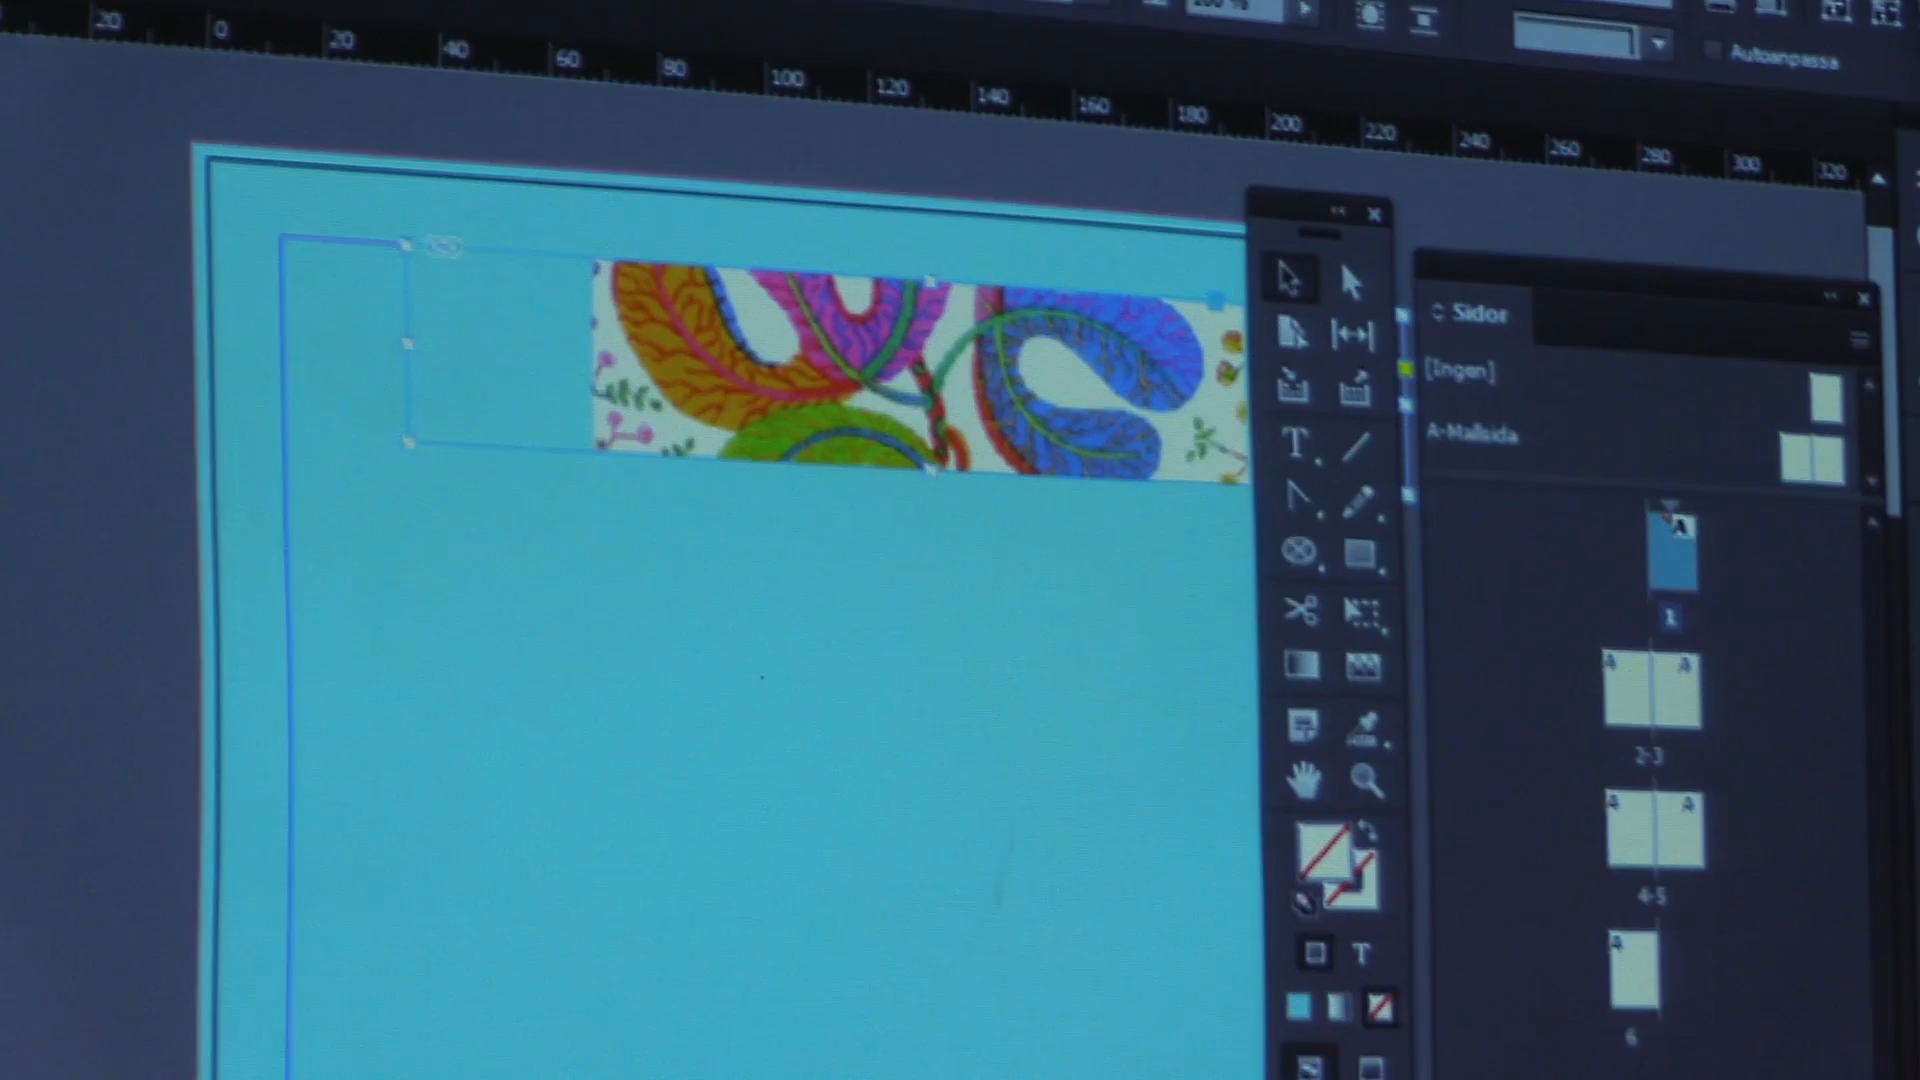 20 0 20 40 60 80 100 120 140 160 180 200 220 240 260 280 300 320
Autoanpassa
Sidor
[Ingen]
A-Mallsida
A
1
A A
2-3
A A
4-5
A
6
T
T